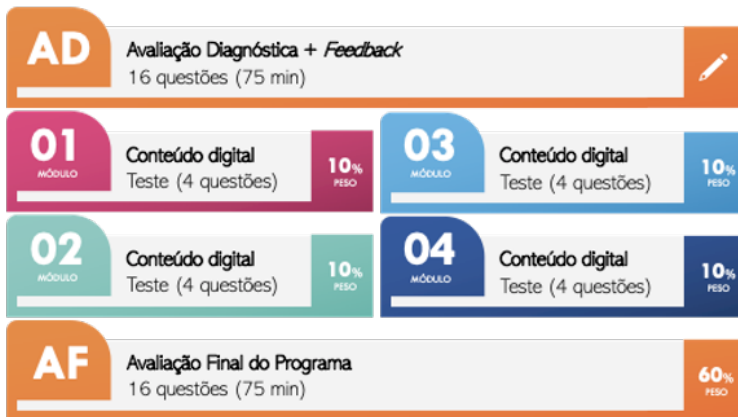 AD
Avaliação Diagnóstica + Feedback
16 questões (75 min)
01
MÓDULO
Conteúdo digital
Teste (4 questões)
10%
PESO
03
MÓDULO
Conteúdo digital
Teste (4 questões)
10%
PESO
02
MÓDULO
Conteúdo digital
Teste (4 questões)
10%
PESO
04
MÓDULO
Conteúdo digital
Teste (4 questões)
10%
PESO
AF
Avaliação Final do Programa
16 questões (75 min)
60%
PESO